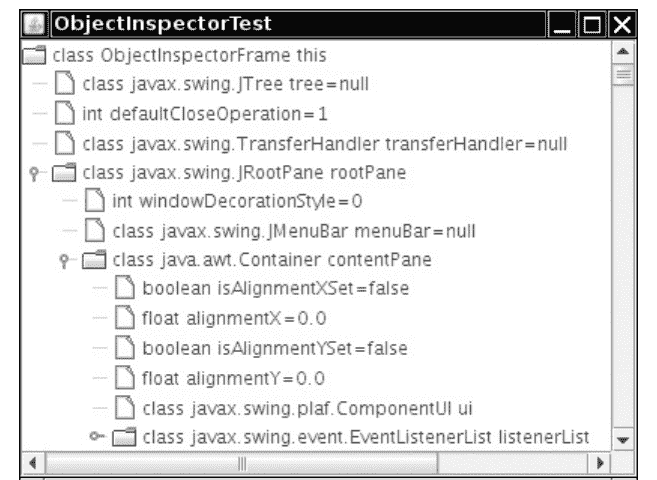 ObjectInspectorTest
class ObjectInspectorFrame this
class javax.swing.JTree tree=null
int defaultCloseOperation=1
class javax.swing.TransferHandler transferHandler=null
class javax.swing.JRootPane rootPane
int windowDecorationStyle=0
class javax.swing.JMenuBar menuBar=null
class java.awt.Container contentPane
boolean isAlignmentXSet=false
float alignmentX=0.0
boolean isAlignmentYSet=false
float alignmentY=0.0
class javax.swing.plaf.ComponentUI ui
class javax.swing.event.EventListenerList listenerList